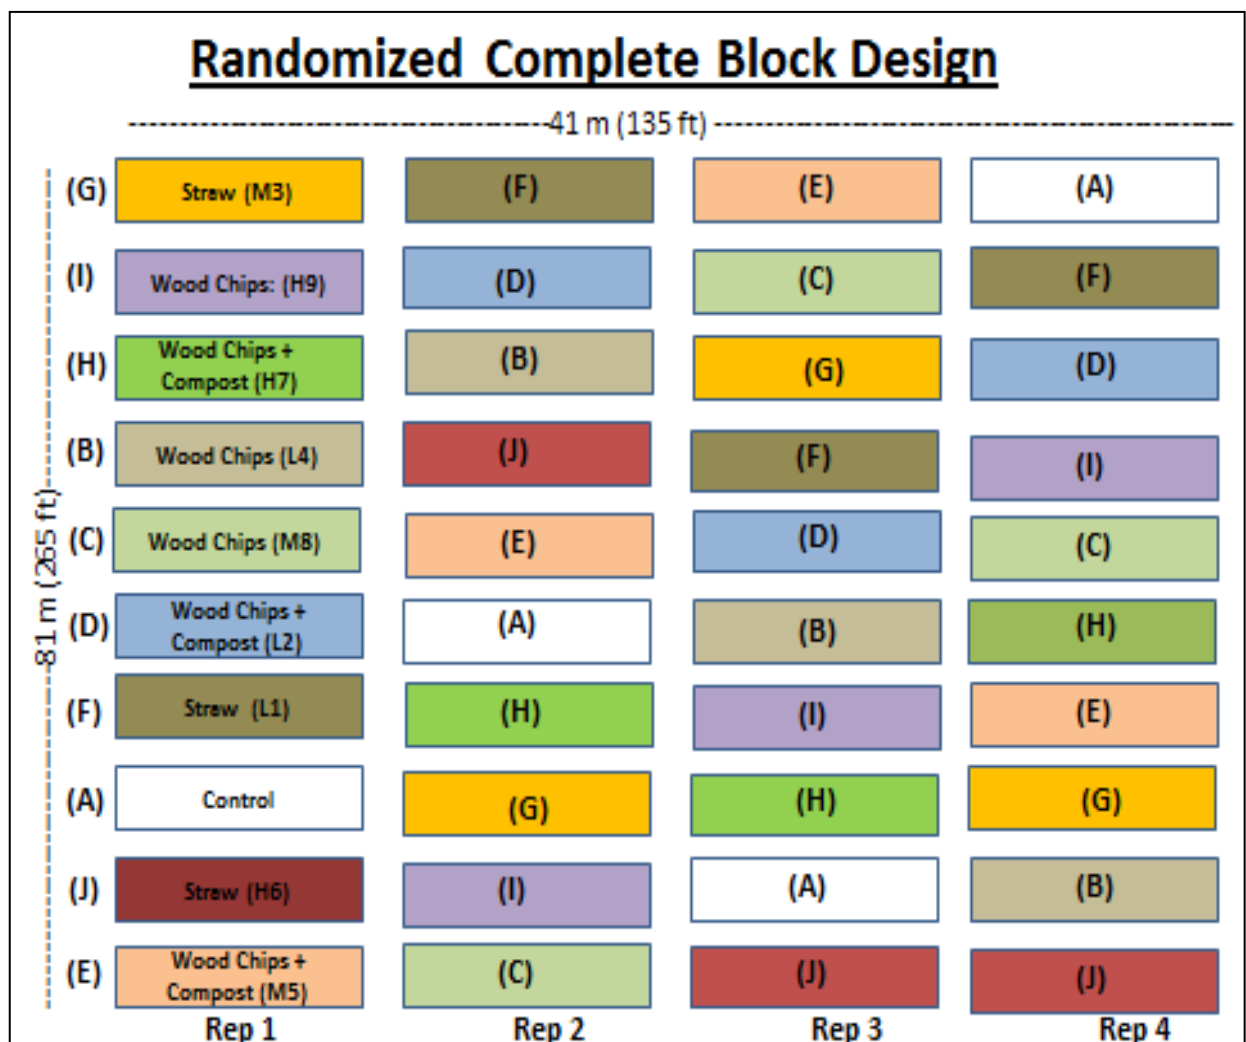 Randomized Complete Block Design
41 m (135 ft)
81 m (265 ft)
(G) Straw (M3) (F) (E) (A)
(I) Wood Chips: (H9) (D) (C) (F)
(H) Wood Chips +
Compost (H7) (B) (G) (D)
(B) Wood Chips (L4) (J) (F) (I)
(C) Wood Chips (M8) (E) (D) (C)
(D) Wood Chips +
Compost (L2) (A) (B) (H)
(F) Straw (L1) (H) (I) (E)
(A) Control (G) (H) (G)
(J) Straw (H6) (I) (A) (B)
(E) Wood Chips +
Compost (M5) (C) (J) (J)
Rep 1 Rep 2 Rep 3 Rep 4